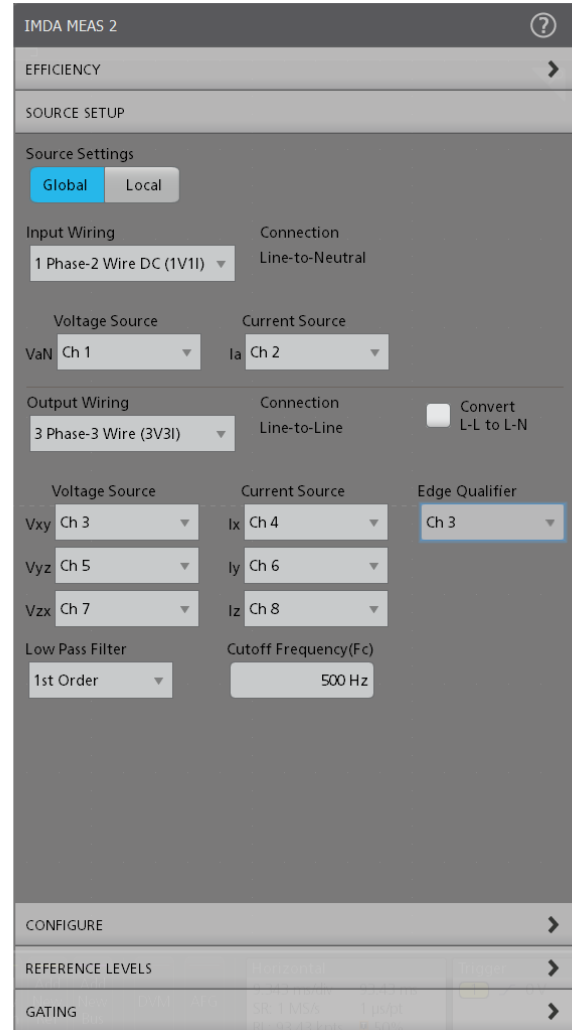 IMDA MEAS 2
?
EFFICIENCY
SOURCE SETUP
Source Settings
Global Local
Input Wiring Connection
1 Phase-2 Wire DC (1V1I) Line-to-Neutral
Voltage Source Current Source
VaN Ch 1 Ia Ch 2
Output Wiring Connection Convert
3 Phase-3 Wire (3V3I) Line-to-Line L-L to L-N
Voltage Source Current Source Edge Qualifier
Vxy Ch 3 Ix Ch 4 Ch 3
Vyz Ch 5 Iy Ch 6
Vzx Ch 7 Iz Ch 8
Low Pass Filter Cutoff Frequency(Fc)
1st Order 500 Hz
CONFIGURE
REFERENCE LEVELS
GATING